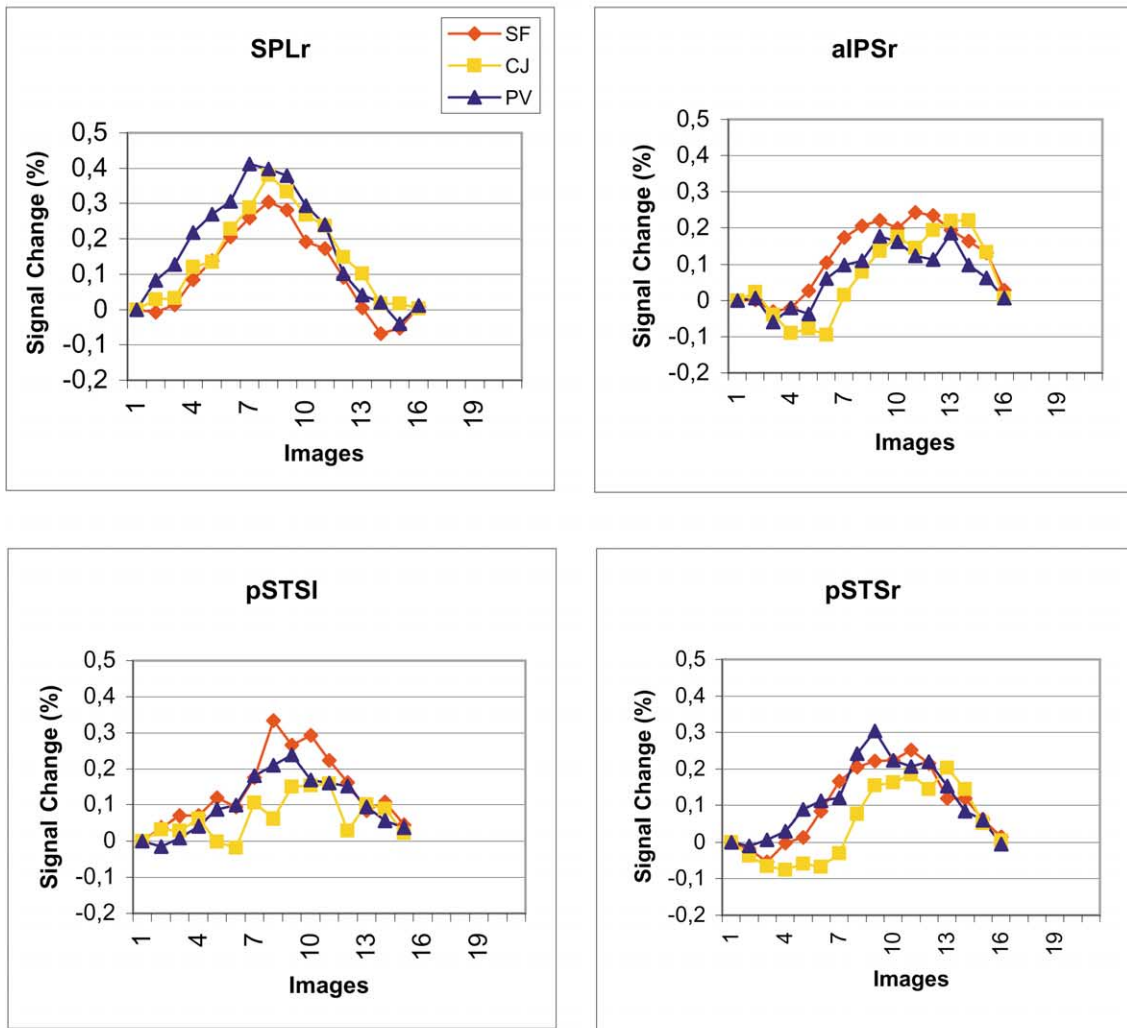 SPLr
SF
CJ
PV
Signal Change (%)
0,5
0,4
0,3
0,2
0,1
0
-0,1
-0,2
1 4 7 10 13 16 19
Images
aIPSr
Signal Change (%)
0,5
0,4
0,3
0,2
0,1
0
-0,1
-0,2
1 4 7 10 13 16 19
Images
pSTSl
Signal Change (%)
0,5
0,4
0,3
0,2
0,1
0
-0,1
-0,2
1 4 7 10 13 16 19
Images
pSTSr
Signal Change (%)
0,5
0,4
0,3
0,2
0,1
0
-0,1
-0,2
1 4 7 10 13 16 19
Images